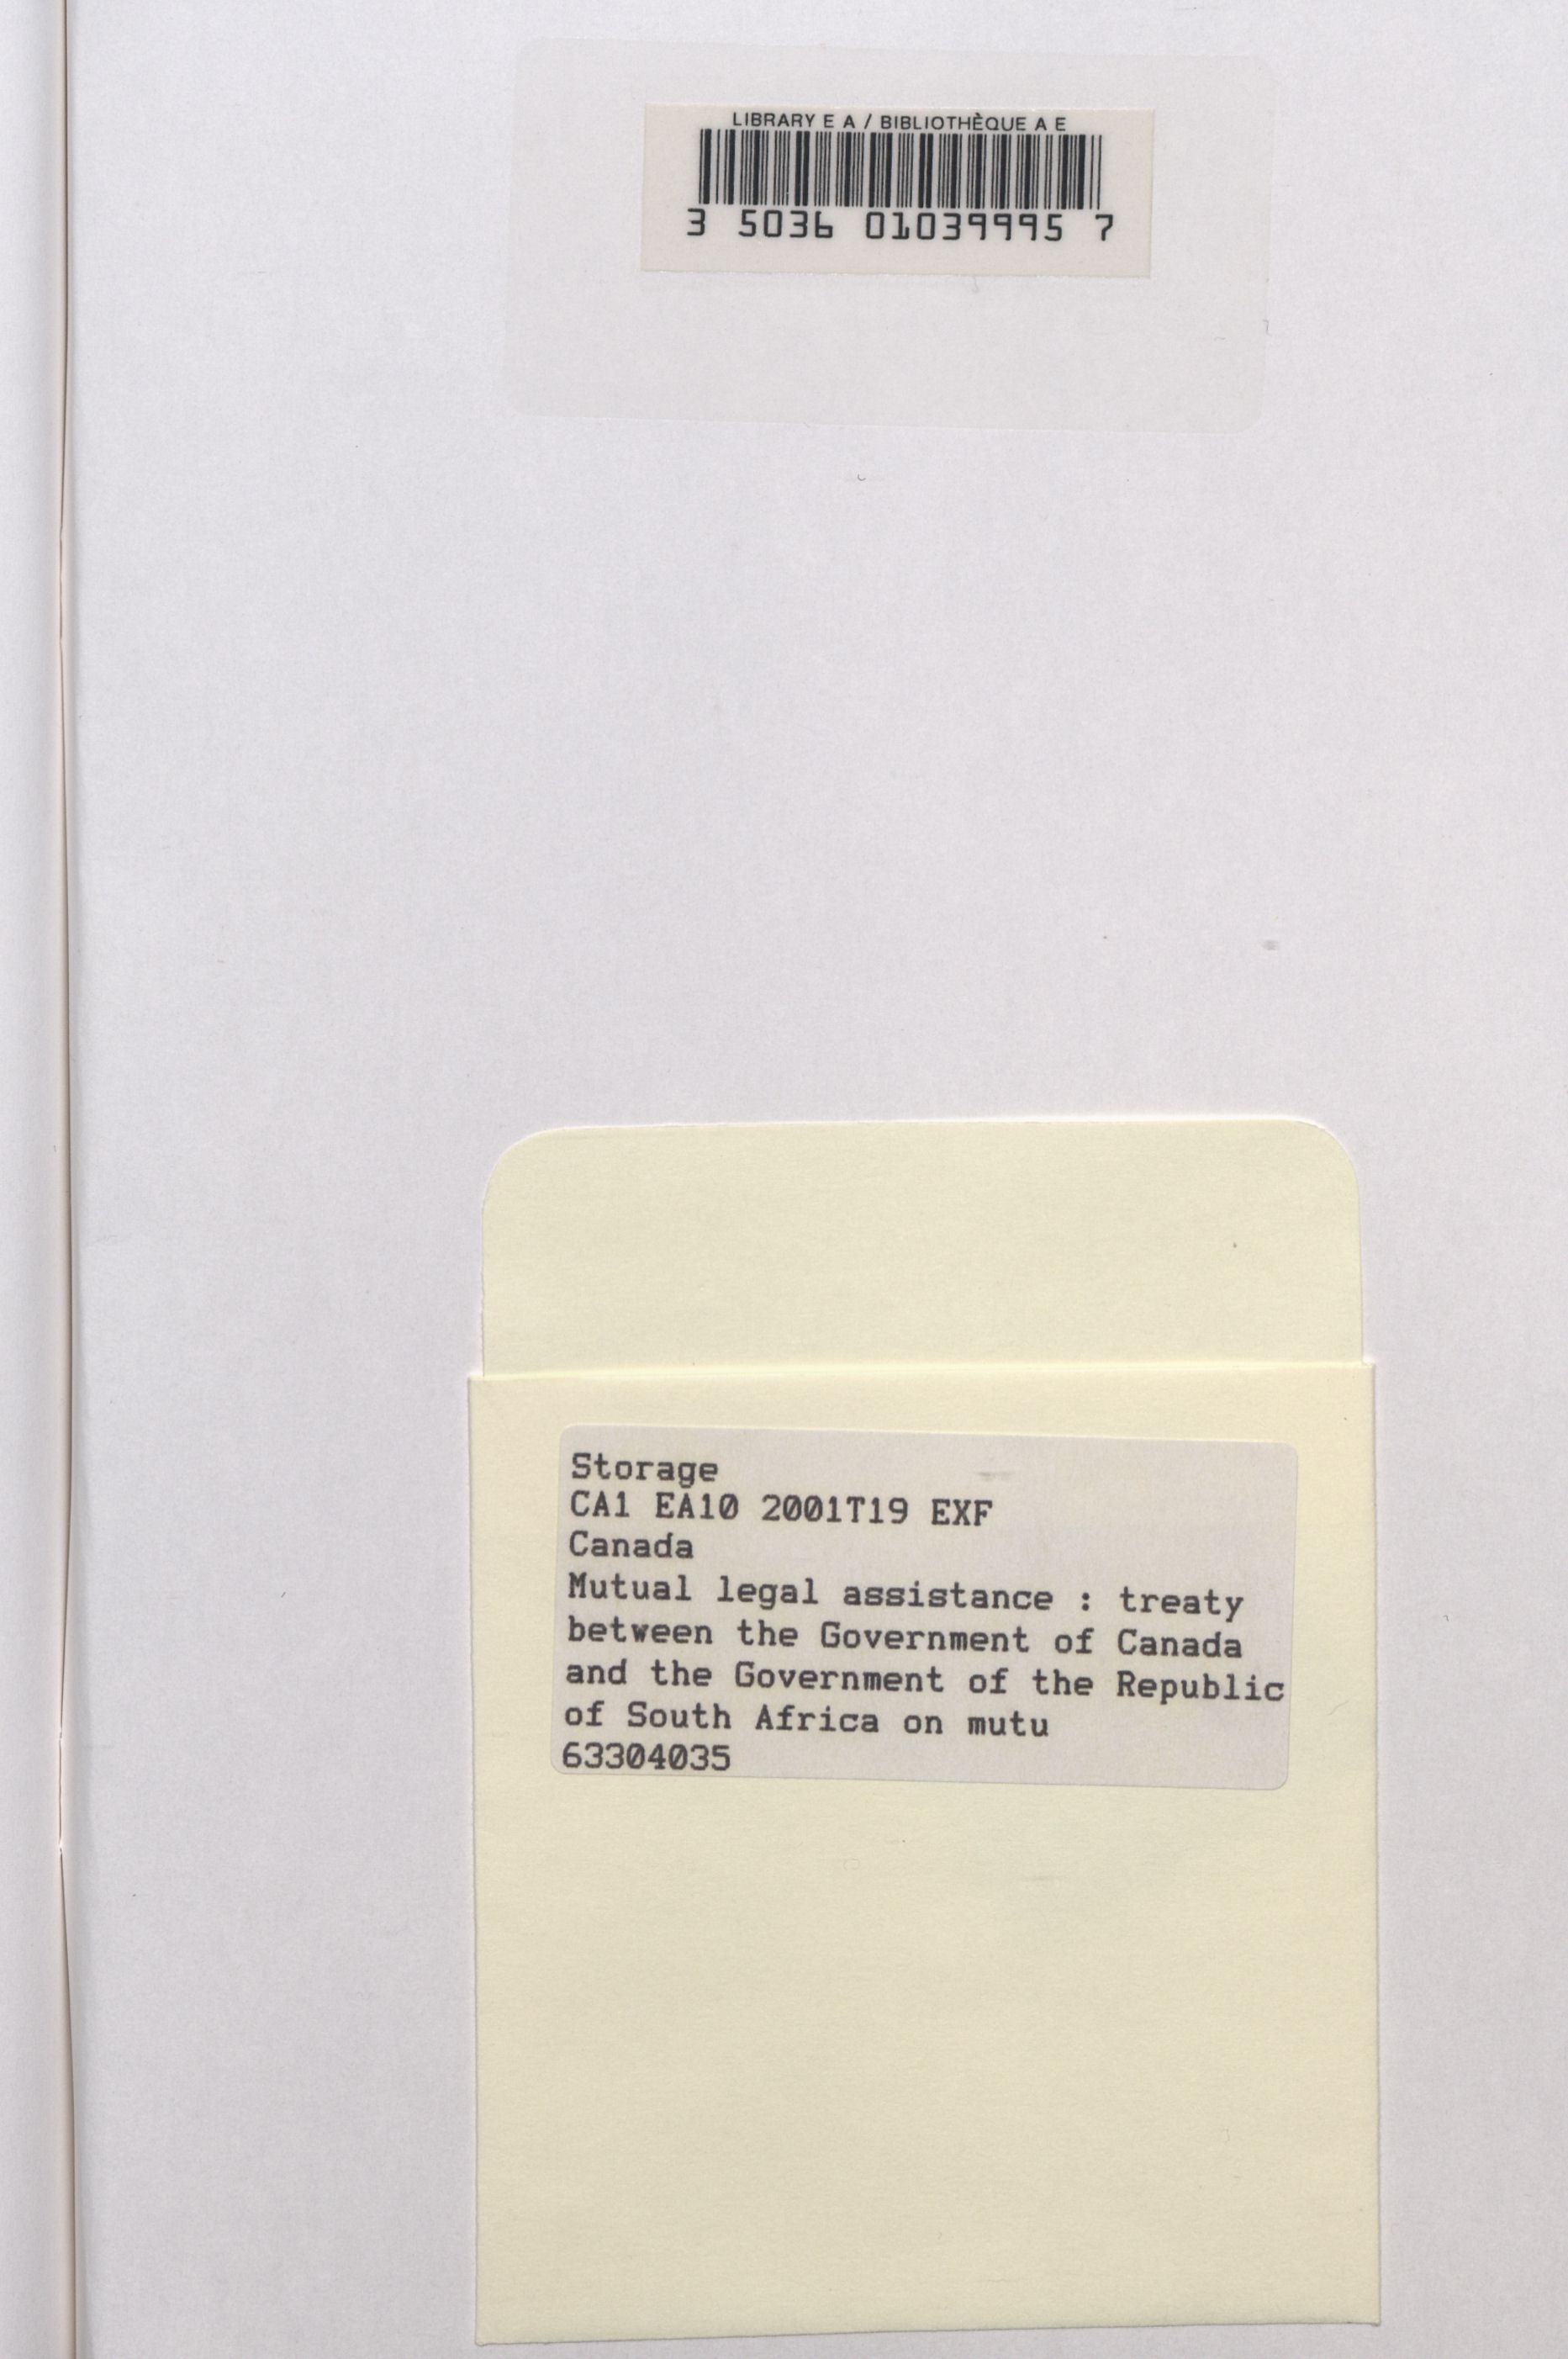 LIBRARY E A / BIBLIOTHÈQUE A E
3 5036 01039995 7
Storage
CA1 EA10 2001T19 EXF
Canada
Mutual legal assistance : treaty
between the Government of Canada
and the Government of the Republic
of South Africa on mutu
63304035